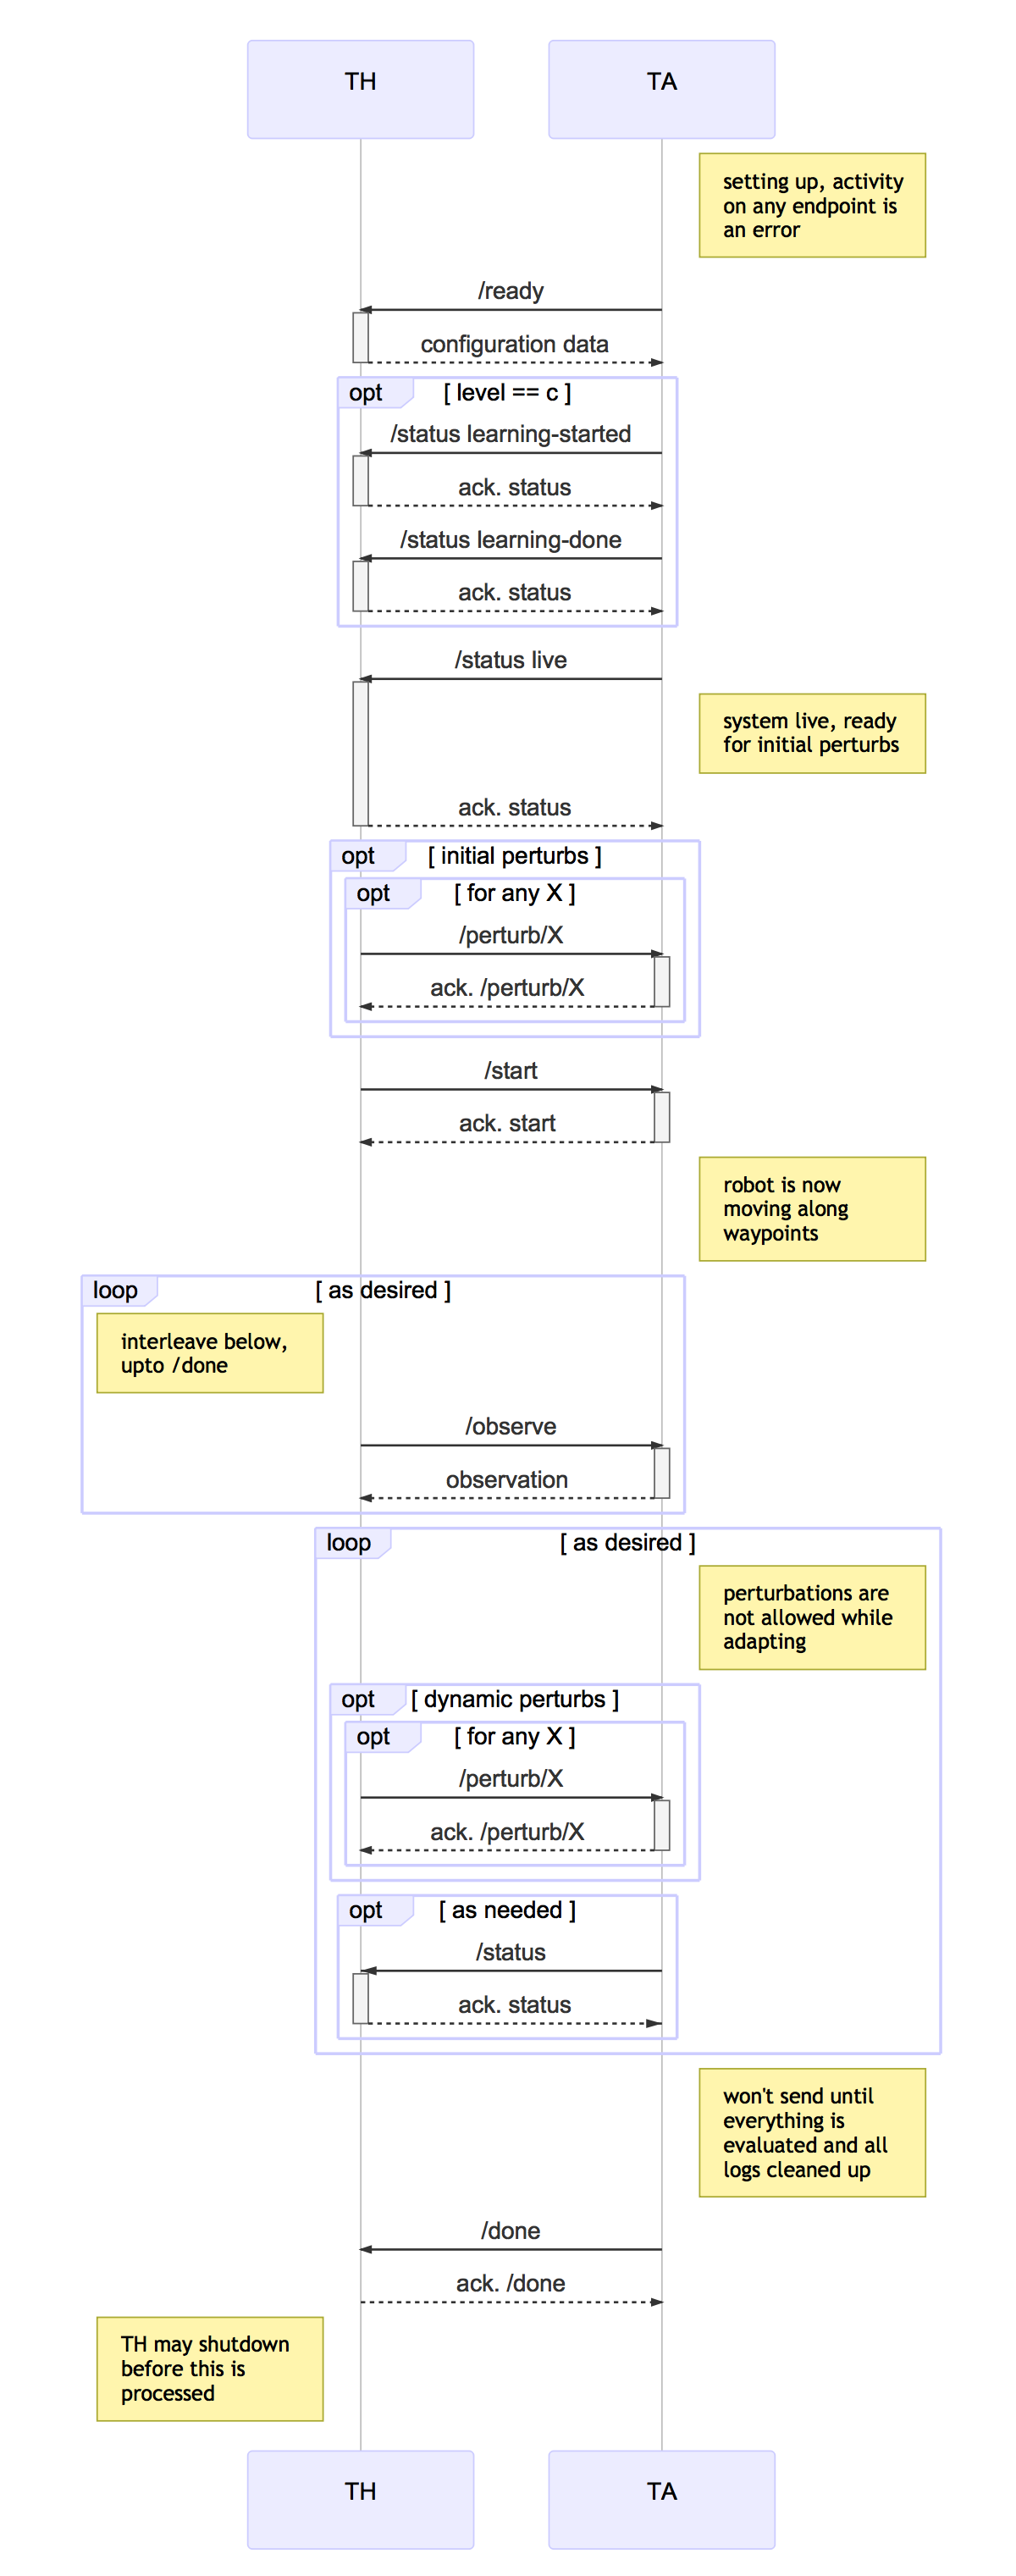 TH
TA
setting up, activity
on any endpoint is
an error
/ready
configuration data
opt
[ level == c ]
/status learning-started
ack. status
/status learning-done
ack. status
/status live
system live, ready
for initial perturbs
ack. status
opt
[ initial perturbs ]
opt
[ for any X ]
/perturb/X
ack. /perturb/X
/start
ack. start
robot is now
moving along
waypoints
loop
[ as desired ]
interleave below,
upto /done
/observe
observation
loop
[ as desired ]
perturbations are
not allowed while
adapting
opt
[ dynamic perturbs ]
opt
[ for any X ]
/perturb/X
ack. /perturb/X
opt
[ as needed ]
/status
ack. status
won't send until
everything is
evaluated and all
logs cleaned up
/done
ack. /done
TH may shutdown
before this is
processed
TH
TA